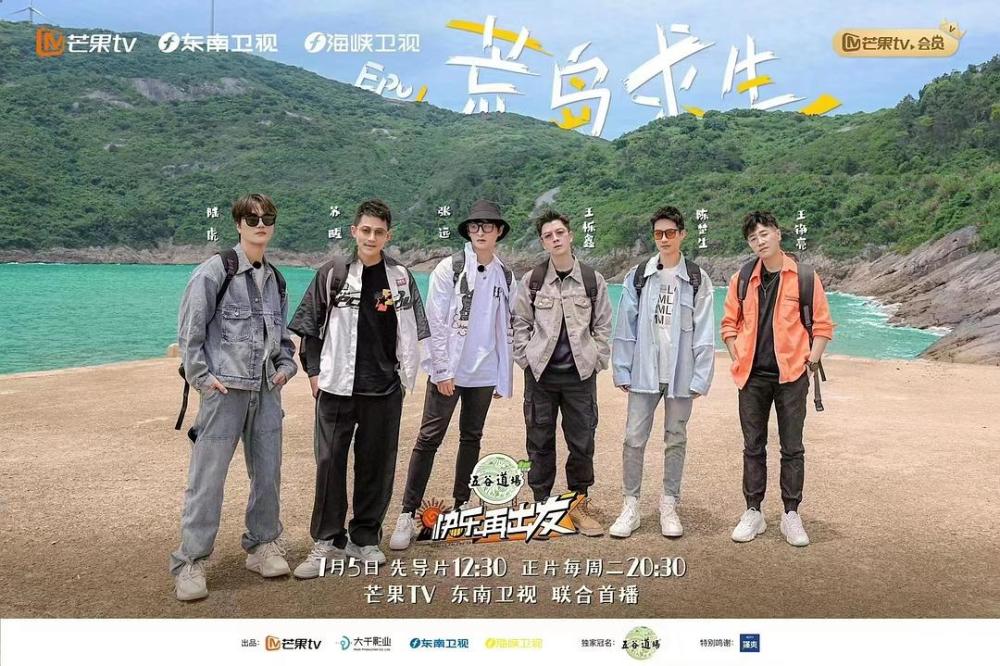 芒果tv 东南卫视 海峡卫视
芒果tv 会员
EP01 荒岛求生
陆虎
苏醒
张远
王栎鑫
陈楚生
王铮亮
五谷道场
快乐再出发
7月5日 先导片12:30 正片每周二20:30
芒果TV 东南卫视 联合首播
出品: 芒果tv 大千影业 东南卫视 海峡卫视 独家冠名: 五谷道场 特别鸣谢: